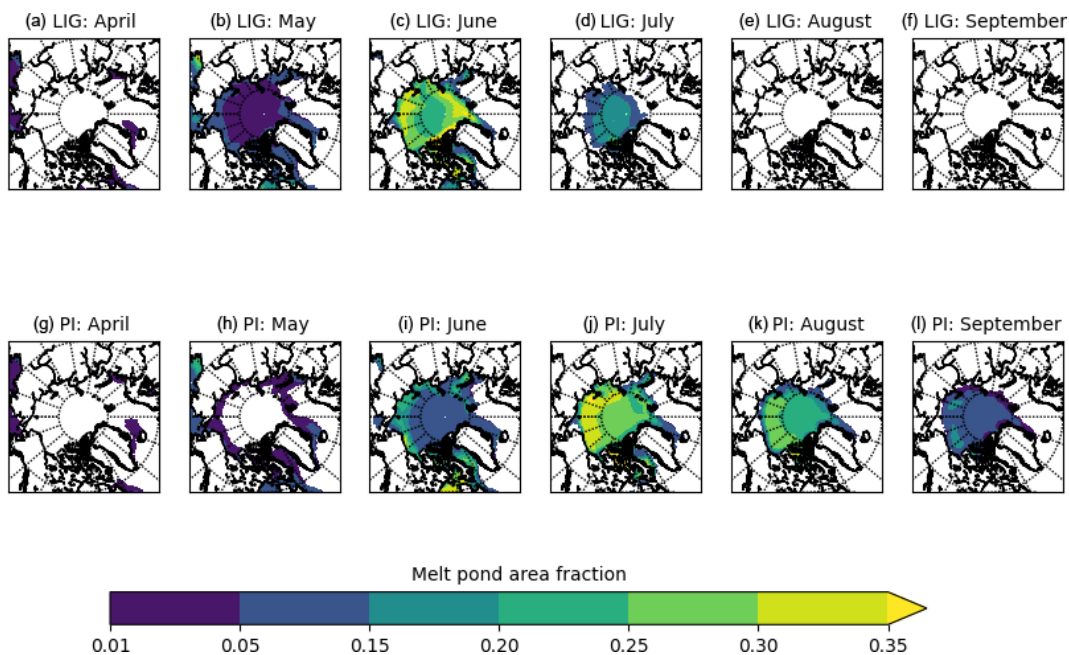 (a) LIG: April
(b) LIG: May
(c) LIG: June
(d) LIG: July
(e) LIG: August
(f) LIG: September
(g) PI: April
(h) PI: May
(i) PI: June
(j) PI: July
(k) PI: August
(l) PI: September
Melt pond area fraction
0.01 0.05 0.15 0.20 0.25 0.30 0.35